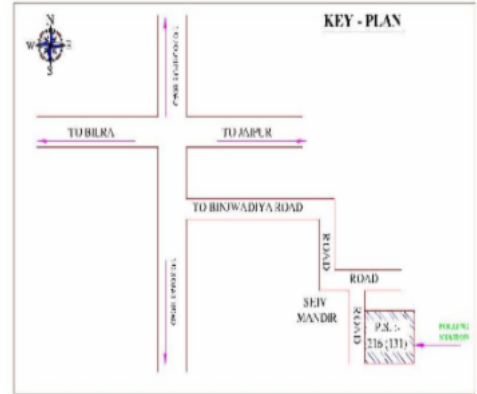 KEY - PLAN
N
W
E
S
TO BILRA
TO JAIPUR
TO BINJWADIYA ROAD
ROAD
ROAD
SHIV
MANDIR
ROAD
P.S. :-
216 (131)
POLLING
STATION